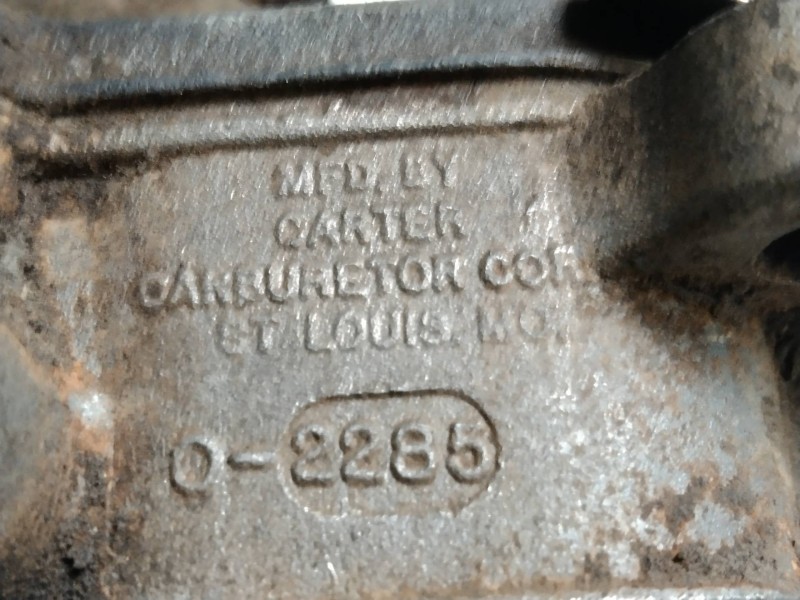 MFD. BY
CARTER
CARBURETOR COR
ST. LOUIS. MO.
0-2285